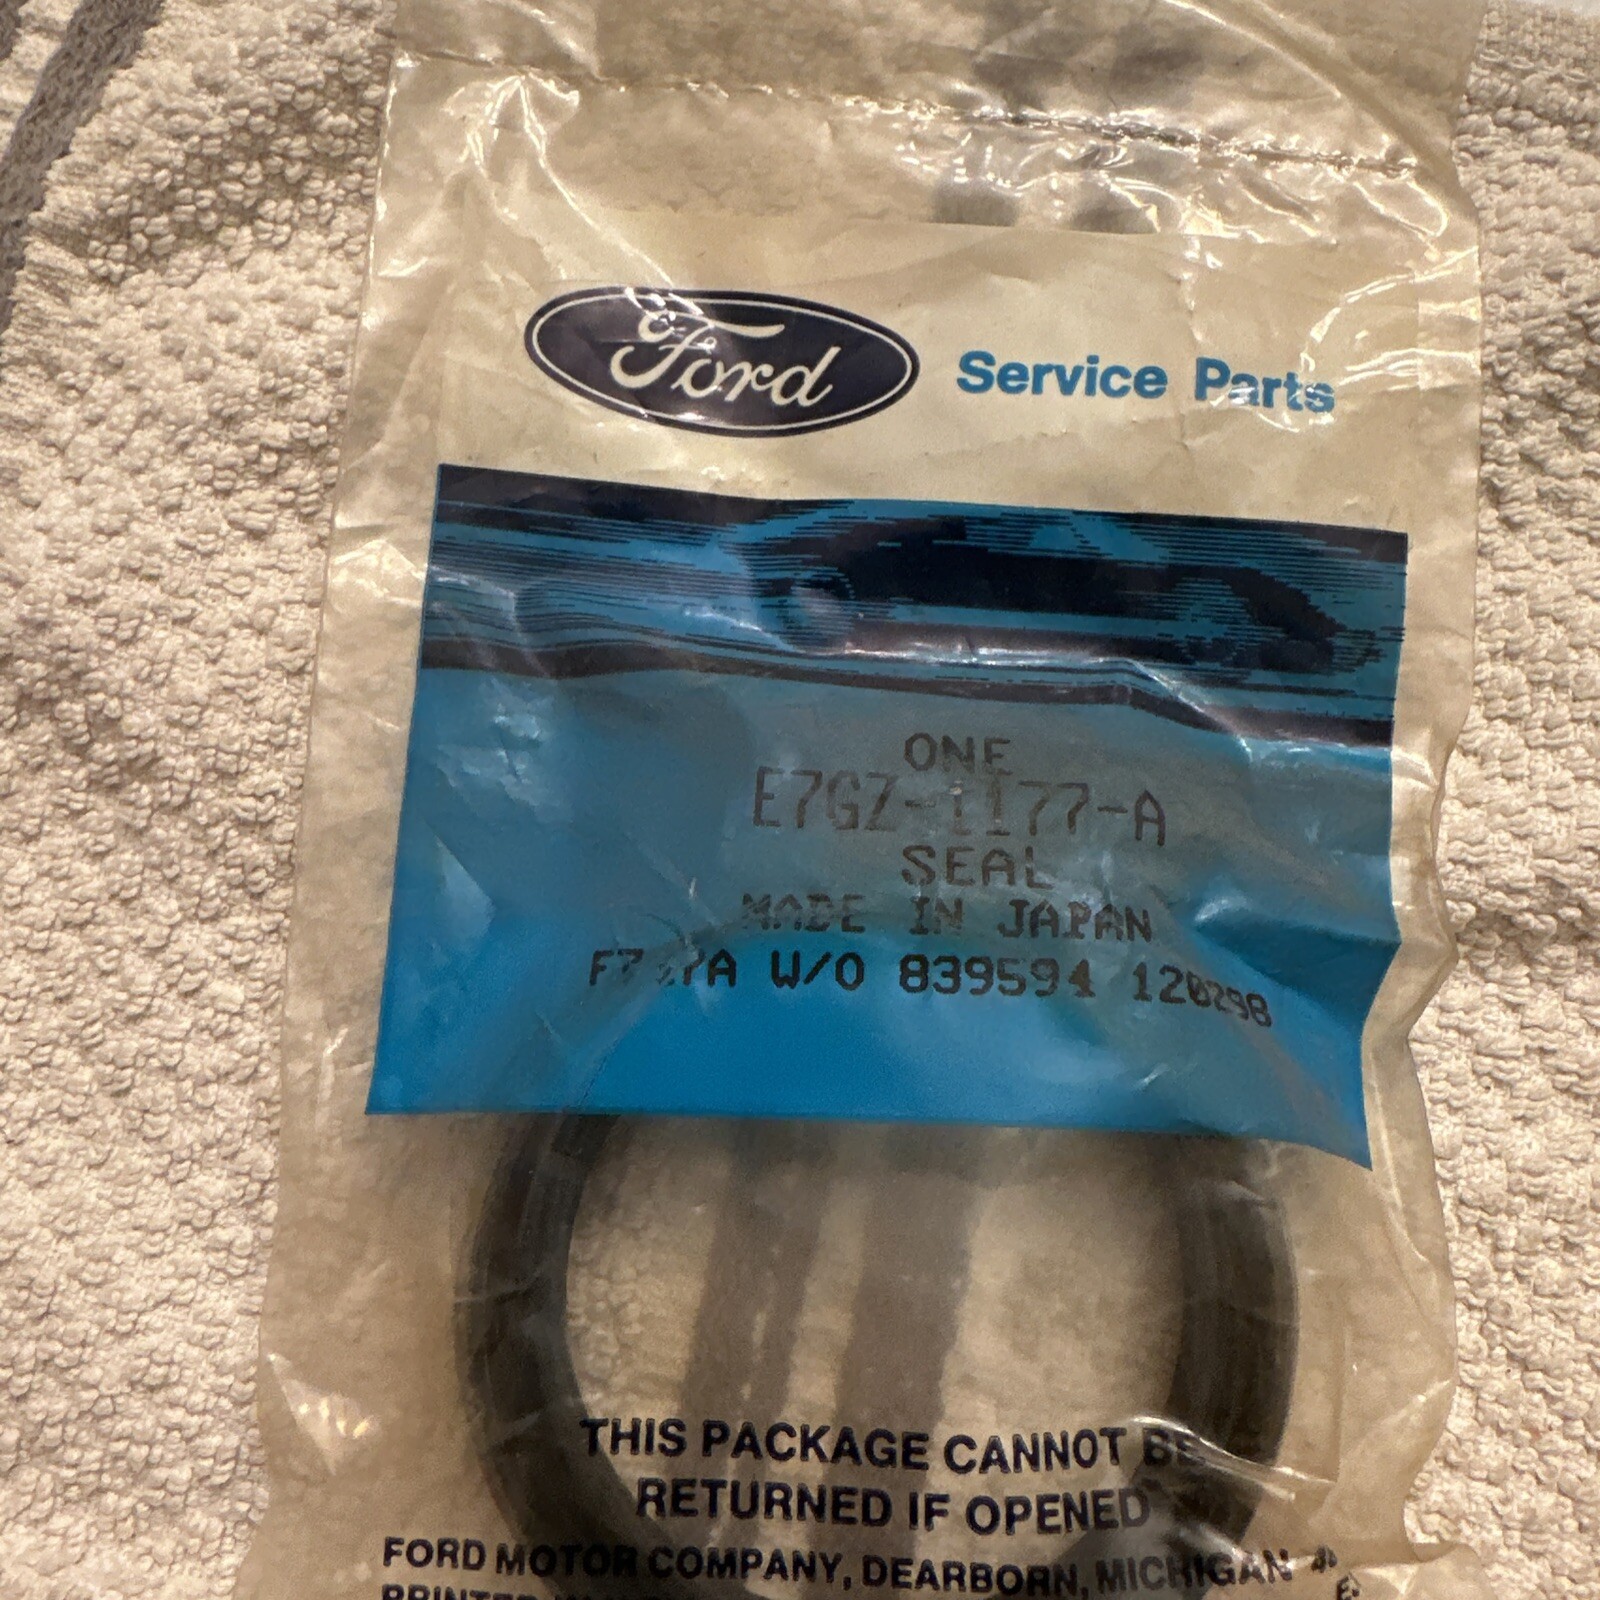 Ford Service Parts
ONE
E7GZ-1177-A
SEAL
MADE IN JAPAN
W/O 839594 120298
THIS PACKAGE CANNOT BE
RETURNED IF OPENED
FORD MOTOR COMPANY, DEARBORN, MICHIGAN